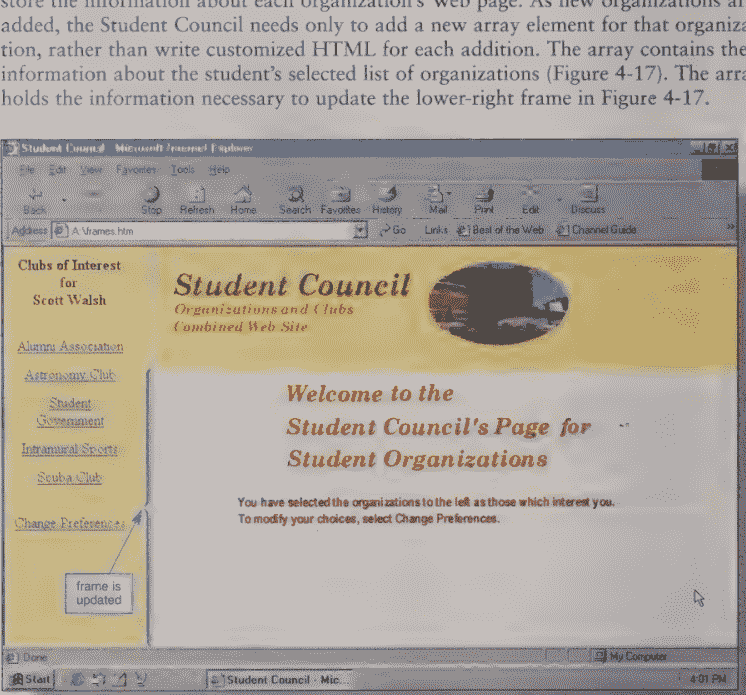 store the information about each organization's Web page. As new organizations
added, the Student Council needs only to add a new array element for that
tion, rather than write customized HTML for each addition. The array contains the
information about the student's selected list of organizations (Figure 4-17). The
holds the information necessary to update the lower-right frame in Figure 4-17.
Student Council - Microsoft Internet Explorer
File Edit View Favorites Tools Help
Back Stop Refresh Home Search Favorites History Mail Print Edit Discuss
Address A:\frames.htm Go Links Best of the Web Channel Guide
Clubs of Interest
for
Scott Walsh
Alumni Association
Astronomy Club
Student
Government
Intramural Sports
Scuba Club
Change Preferences
frame is
updated
Student Council
Organizations and Clubs
Combined Web Site
Welcome to the
Student Council's Page for
Student Organizations
You have selected the organizations to the left as those which interest you.
To modify your choices, select Change Preferences.
Done My Computer
Start Student Council - Mic... 4:01 PM